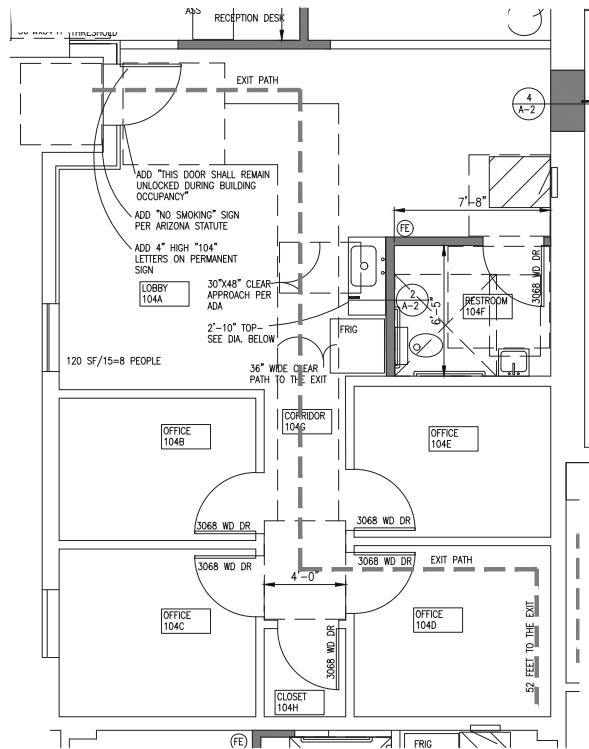 ASS
RECEPTION DESK
THRESHOLD
EXIT PATH
4
A-2
ADD "THIS DOOR SHALL REMAIN
UNLOCKED DURING BUILDING
OCCUPANCY"
ADD "NO SMOKING" SIGN
PER ARIZONA STATUTE
ADD 4" HIGH "104"
LETTERS ON PERMANENT
SIGN
7'-8"
FE
LOBBY
104A
30"X48" CLEAR
APPROACH PER
ADA
2
A-2
6'-5"
RESTROOM
104F
3068 WD DR
2'-10" TOP-
SEE DIA. BELOW
FRIG
120 SF/15=8 PEOPLE
36" WIDE CLEAR
PATH TO THE EXIT
CORRIDOR
104G
OFFICE
104B
OFFICE
104E
3068 WD DR
3068 WD DR
3068 WD DR
3068 WD DR
EXIT PATH
4'-0"
OFFICE
104C
OFFICE
104D
52 FEET TO THE EXIT
3068 WD DR
CLOSET
104H
FE
FRIG